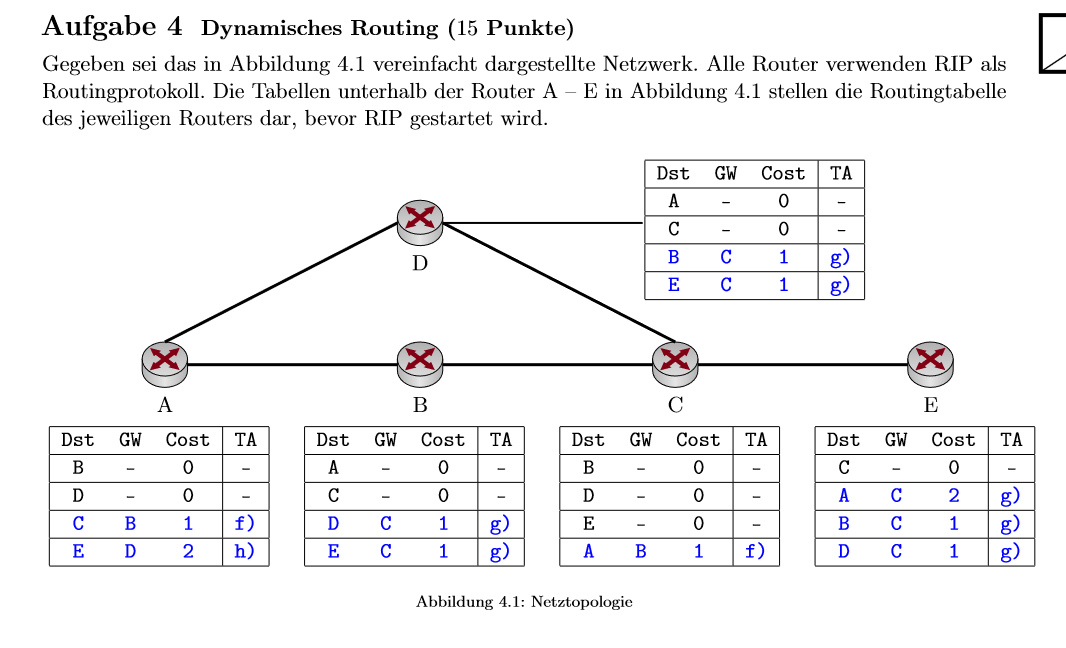 Aufgabe 4 Dynamisches Routing (15 Punkte)
Gegeben sei das in Abbildung 4.1 vereinfacht dargestellte Netzwerk. Alle Router verwenden RIP als
Routingprotokoll. Die Tabellen unterhalb der Router A – E in Abbildung 4.1 stellen die Routingtabelle
des jeweiligen Routers dar, bevor RIP gestartet wird.
Dst GW Cost TA
A – 0 –
C – 0 –
B C 1 g)
E C 1 g)
D
A
B
C
E
Dst GW Cost TA
B – 0 –
D – 0 –
C B 1 f)
E D 2 h)
Dst GW Cost TA
A – 0 –
C – 0 –
D C 1 g)
E C 1 g)
Dst GW Cost TA
B – 0 –
D – 0 –
E – 0 –
A B 1 f)
Dst GW Cost TA
C – 0 –
A C 2 g)
B C 1 g)
D C 1 g)
Abbildung 4.1: Netztopologie